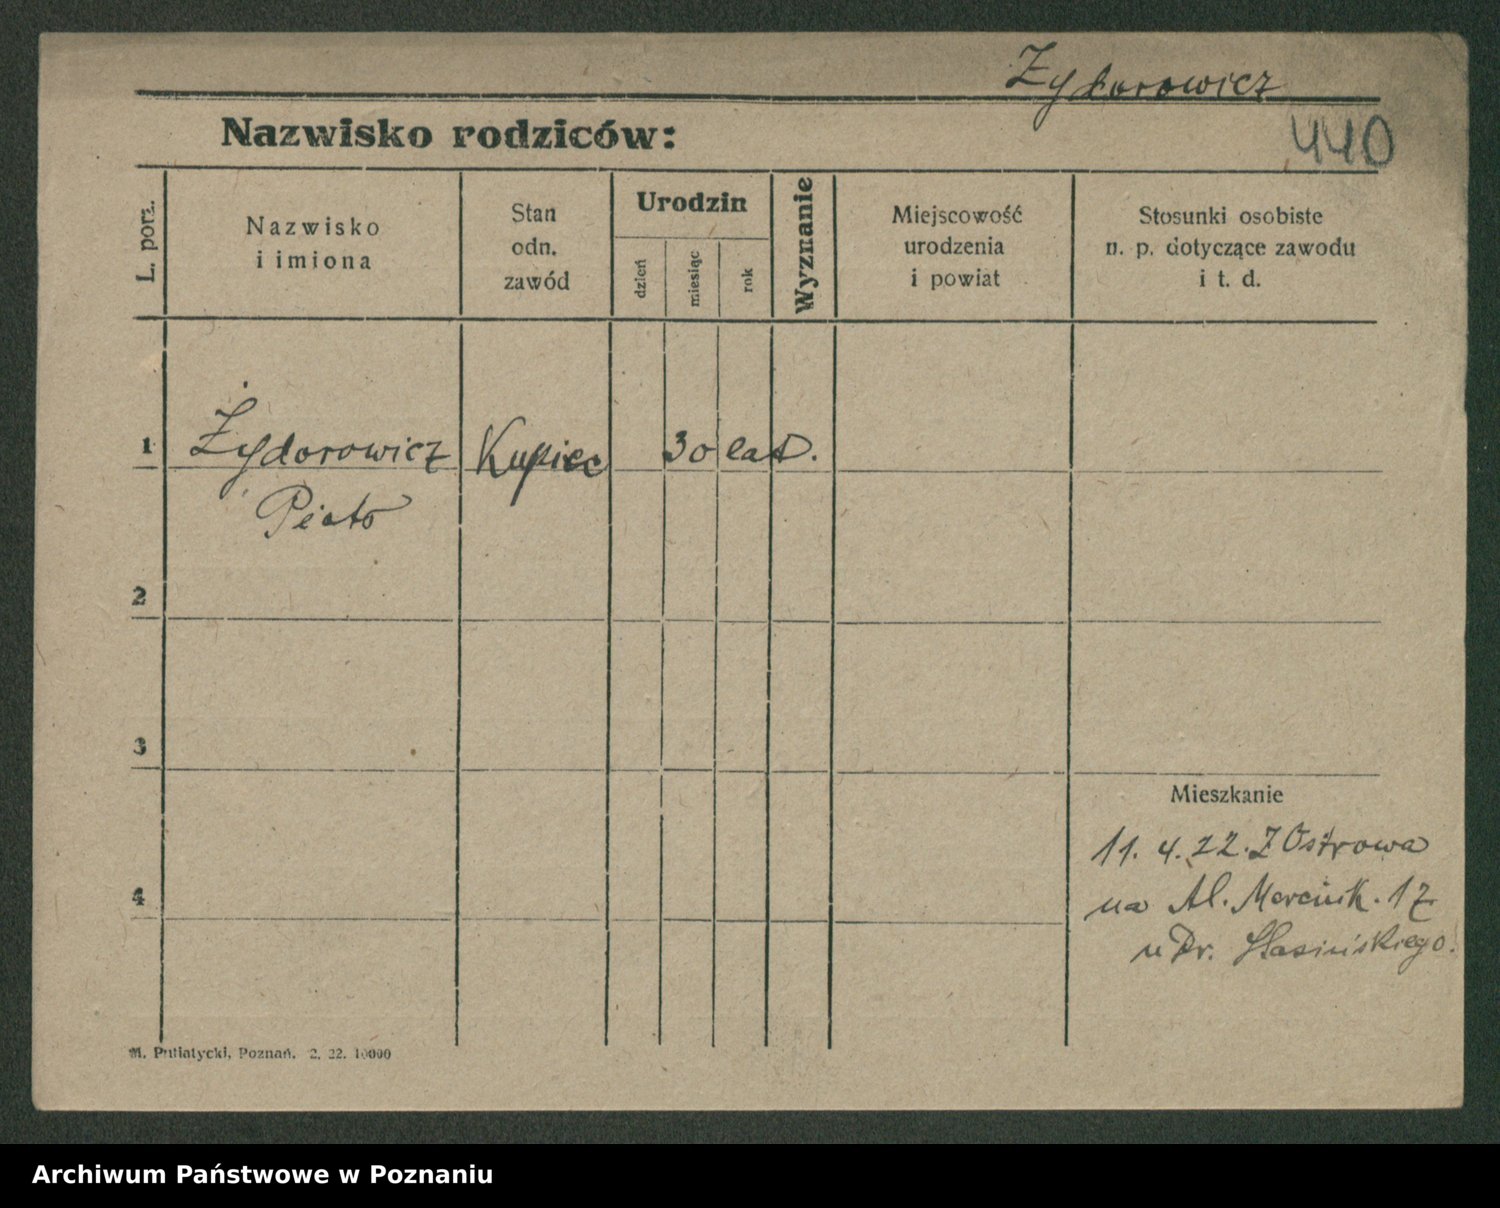 Żydorowicz
440
Nazwisko rodziców:
L. porz.
Nazwisko
i imiona
Stan
odn.
zawód
Urodzin
dzień
miesiąc
rok
Wyznanie
Miejscowość
urodzenia
i powiat
Stosunki osobiste
n. p. dotyczące zawodu
i t. d.
1
Żydorowicz Kupiec 30 lat.
2
3
4
Mieszkanie
11. 4. 22. Z Ostrowa
na Al. Marcink. 17
u Dr.
M. Putiatycki, Poznań. 2. 22. 10000
Archiwum Państwowe w Poznaniu